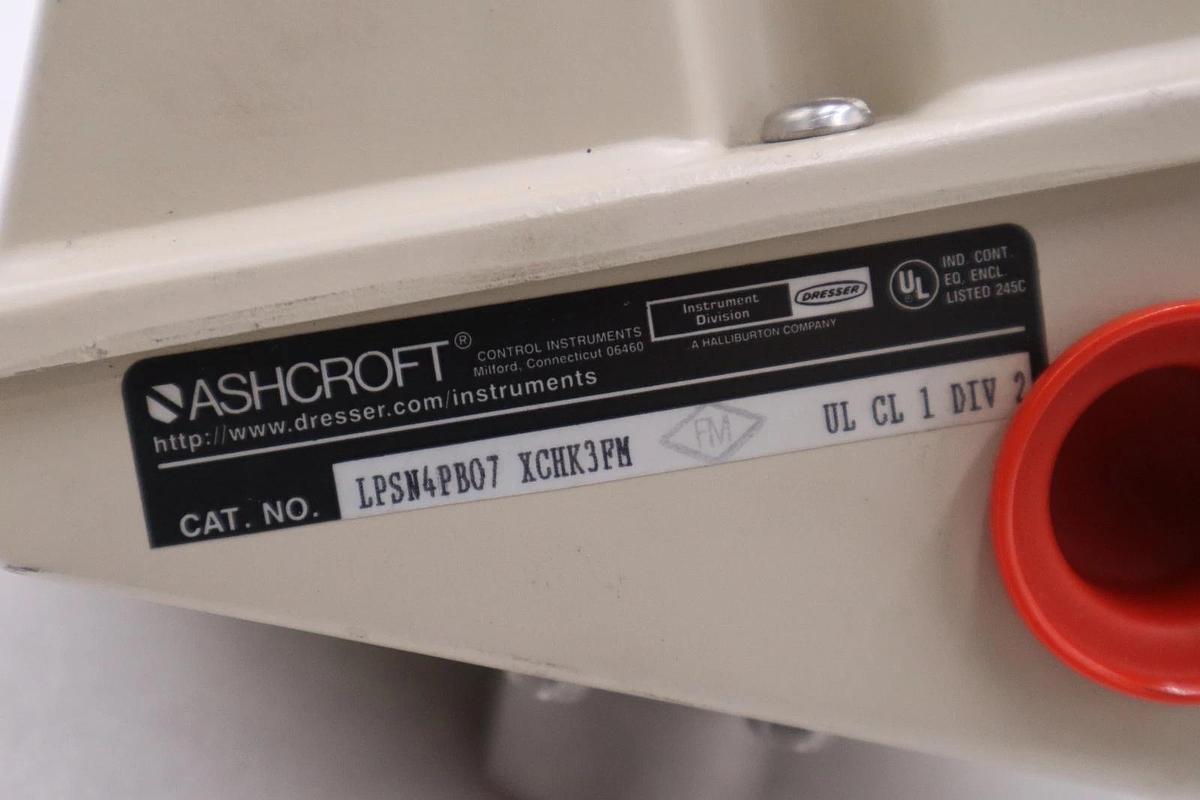 ASHCROFT®
CONTROL INSTRUMENTS
Milford, Connecticut 06460
http://www.dresser.com/instruments
Instrument
Division
DRESSER
A HALLIBURTON COMPANY
UL
IND. CONT.
EQ. ENCL.
LISTED 245C
CAT. NO.
LPSN4PB07 XCHK3FM
FM
UL CL 1 DIV 2